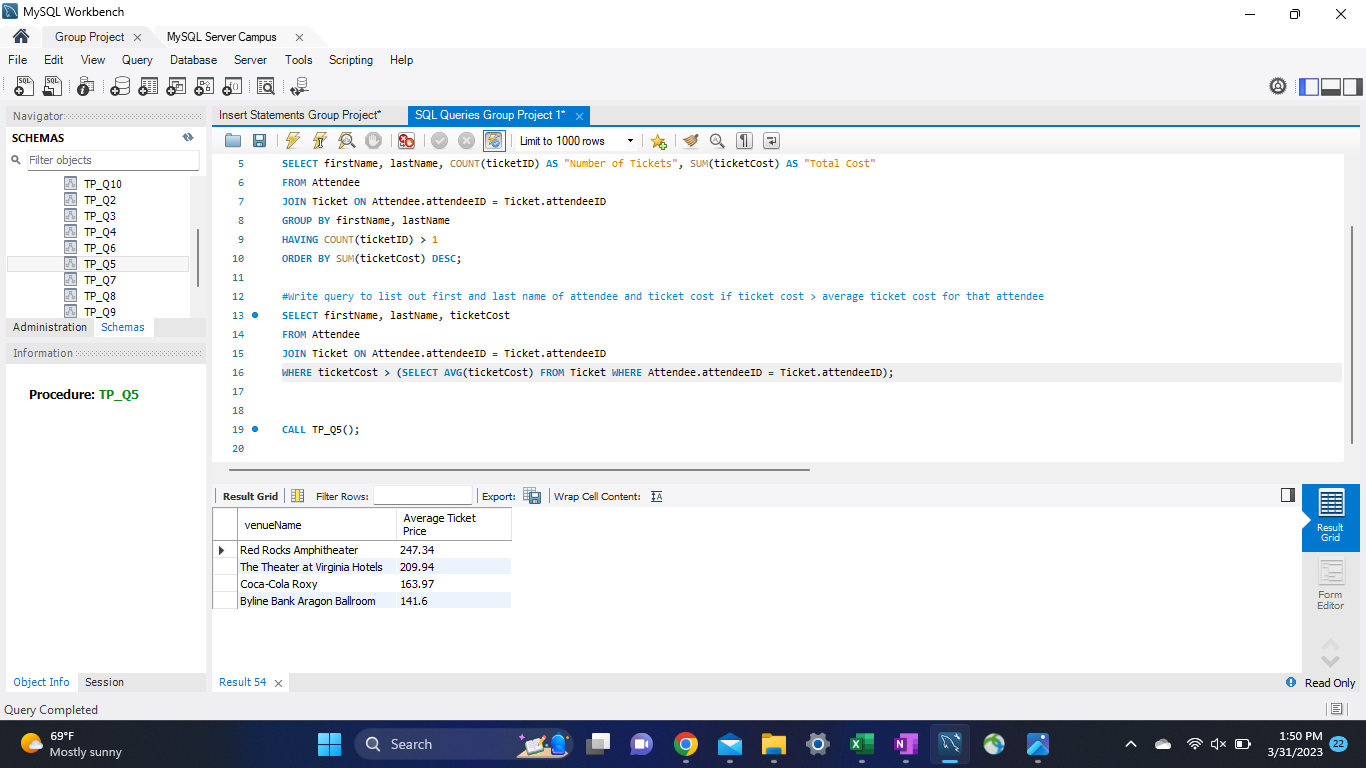 MySQL Workbench
Group Project
MySQL Server Campus
File Edit View Query Database Server Tools Scripting Help
Navigator
SCHEMAS
Filter objects
TP_Q10
TP_Q2
TP_Q3
TP_Q4
TP_Q6
TP_Q5
TP_Q7
TP_Q8
TP_Q9
Administration Schemas
Information
Procedure: TP_Q5
Object Info Session
Insert Statements Group Project*
SQL Queries Group Project 1*
Limit to 1000 rows
5 SELECT firstName, lastName, COUNT(ticketID) AS "Number of Tickets", SUM(ticketCost) AS "Total Cost"
6 FROM Attendee
7 JOIN Ticket ON Attendee.attendeeID = Ticket.attendeeID
8 GROUP BY firstName, lastName
9 HAVING COUNT(ticketID) > 1
10 ORDER BY SUM(ticketCost) DESC;
11
12 #Write query to list out first and last name of attendee and ticket cost if ticket cost > average ticket cost for that attendee
13 SELECT firstName, lastName, ticketCost
14 FROM Attendee
15 JOIN Ticket ON Attendee.attendeeID = Ticket.attendeeID
16 WHERE ticketCost > (SELECT AVG(ticketCost) FROM Ticket WHERE Attendee.attendeeID = Ticket.attendeeID);
17
18
19 CALL TP_Q5();
20
Result Grid Filter Rows: Export: Wrap Cell Content:
venueName Average Ticket
Price
Red Rocks Amphitheater 247.34
The Theater at Virginia Hotels 209.94
Coca-Cola Roxy 163.97
Byline Bank Aragon Ballroom 141.6
Result
Grid
Form
Editor
Result 54
Read Only
Query Completed
69°F
Mostly sunny
Search
1:50 PM
3/31/2023
22